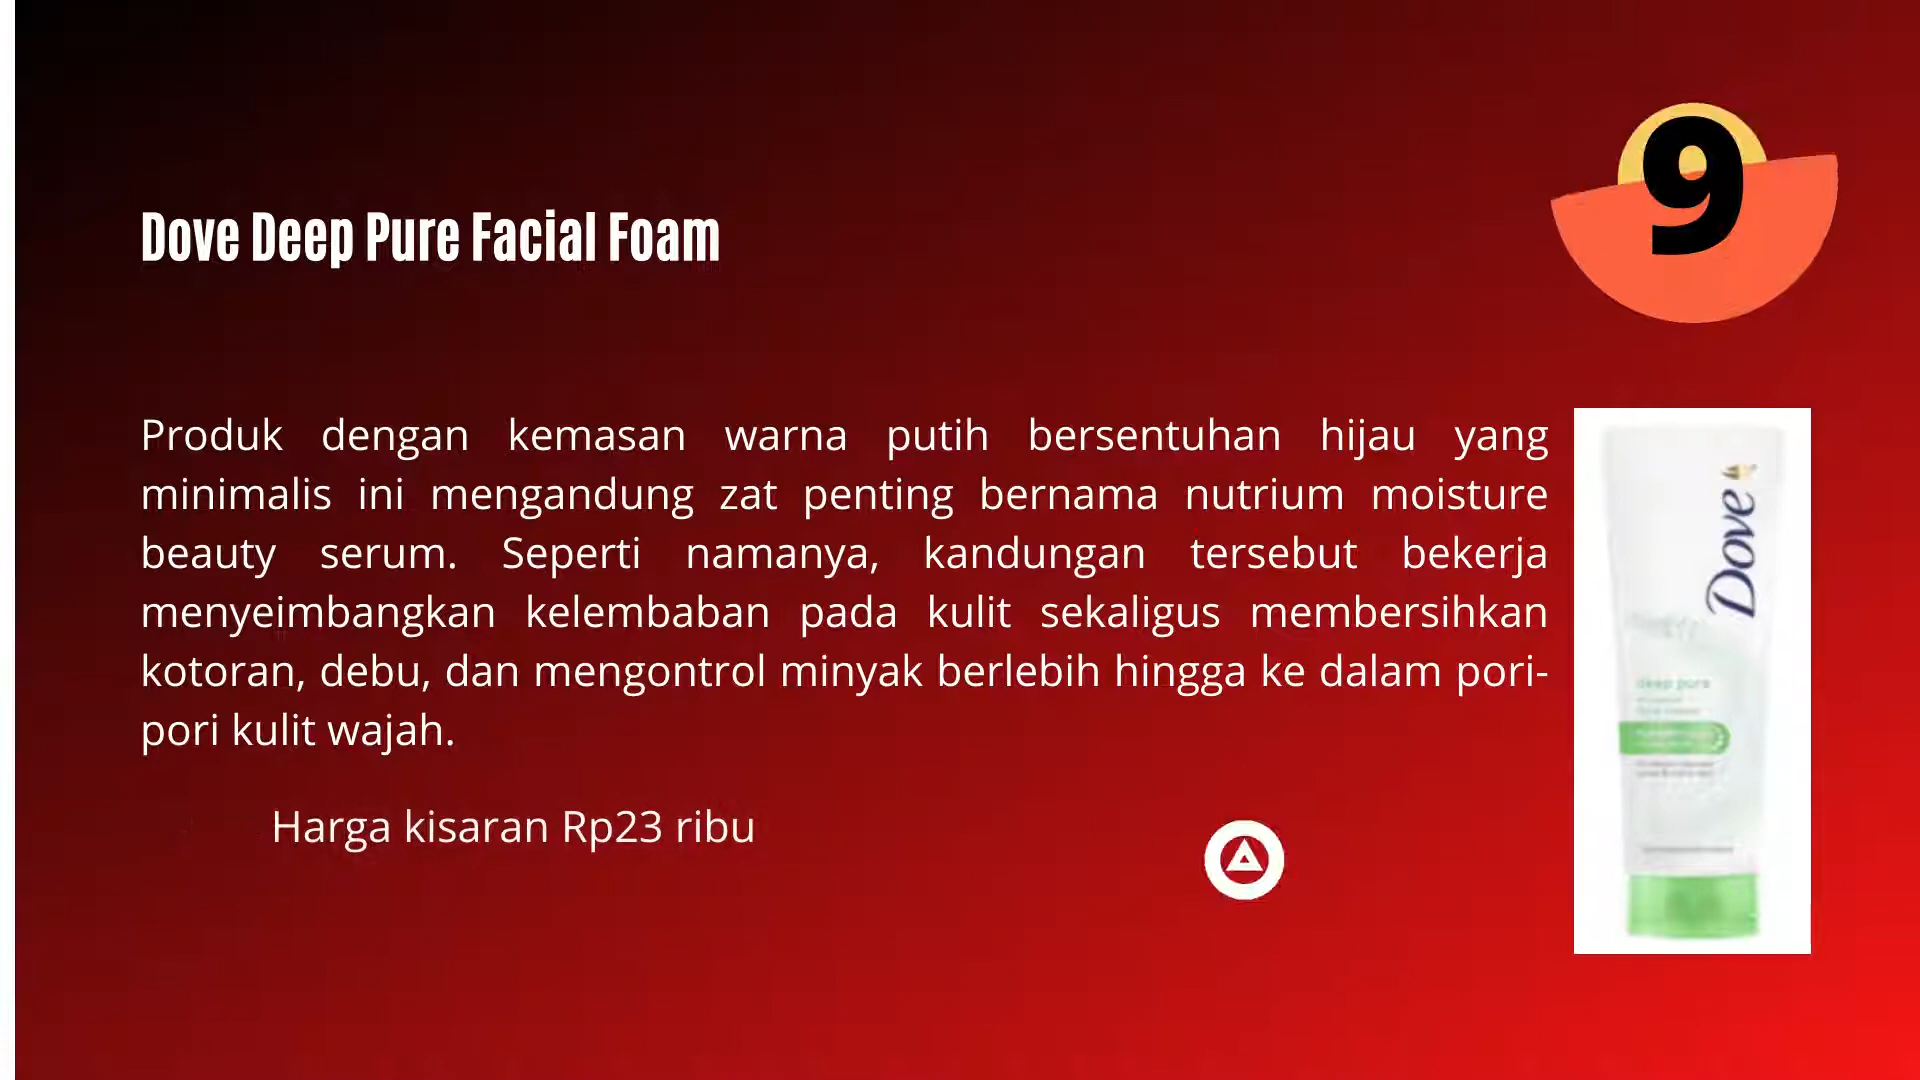 9
Dove Deep Pure Facial Foam
Produk dengan kemasan warna putih bersentuhan hijau yang
minimalis ini mengandung zat penting bernama nutrium moisture
beauty serum. Seperti namanya, kandungan tersebut bekerja
menyeimbangkan kelembaban pada kulit sekaligus membersihkan
kotoran, debu, dan mengontrol minyak berlebih hingga ke dalam pori-
pori kulit wajah.
Harga kisaran Rp23 ribu
Dove
deep pure